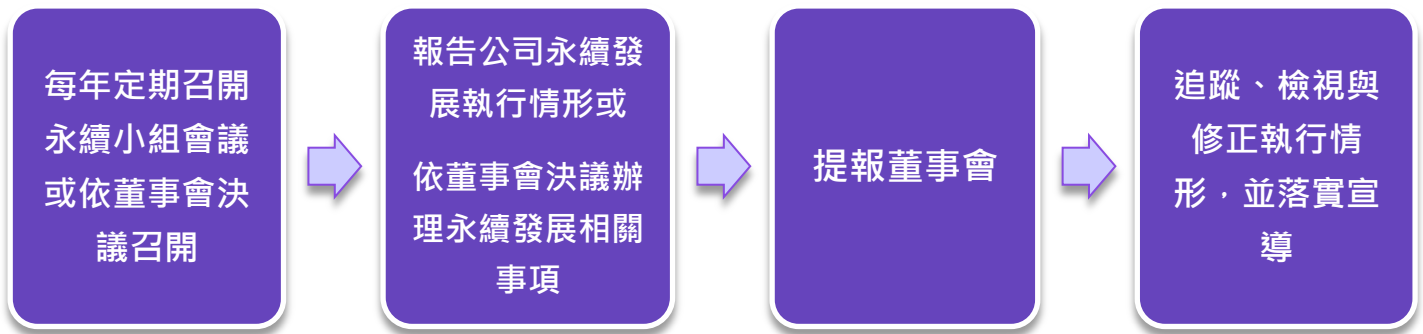 每年定期召開
永續小組會議
或依董事會決
議召開
報告公司永續發
展執行情形或
依董事會決議辦
理永續發展相關
事項
提報董事會
追蹤、檢視與
修正執行情
形，並落實宣
導